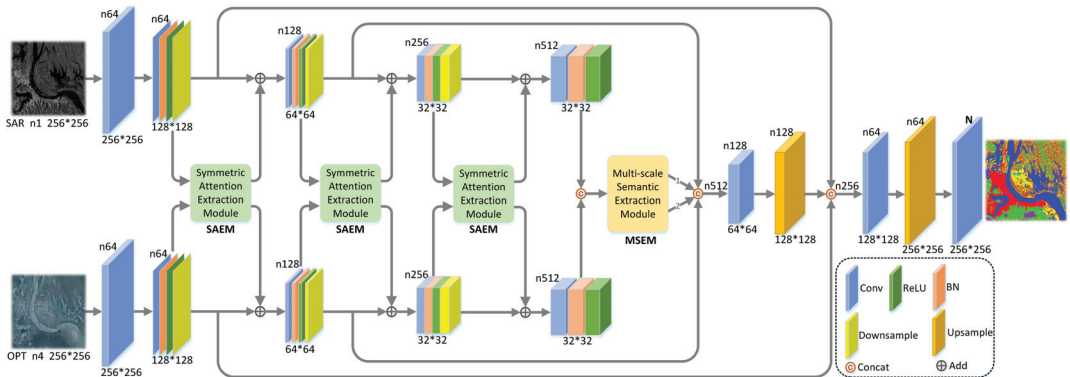 n64
n64
n128
n256
n512
SAR n1 256*256
256*256
128*128
64*64
32*32
32*32
Symmetric
Attention
Extraction
Module
SAEM
Symmetric
Attention
Extraction
Module
SAEM
Symmetric
Attention
Extraction
Module
SAEM
C
Multi-scale
Semantic
Extraction
Module
MSEM
1
2
C
n512
n128
64*64
n128
128*128
C
n256
n64
128*128
n64
256*256
N
256*256
n64
n64
n128
n256
n512
OPT n4 256*256
256*256
128*128
64*64
32*32
32*32
Conv
ReLU
BN
Downsample
Upsample
C Concat
Add